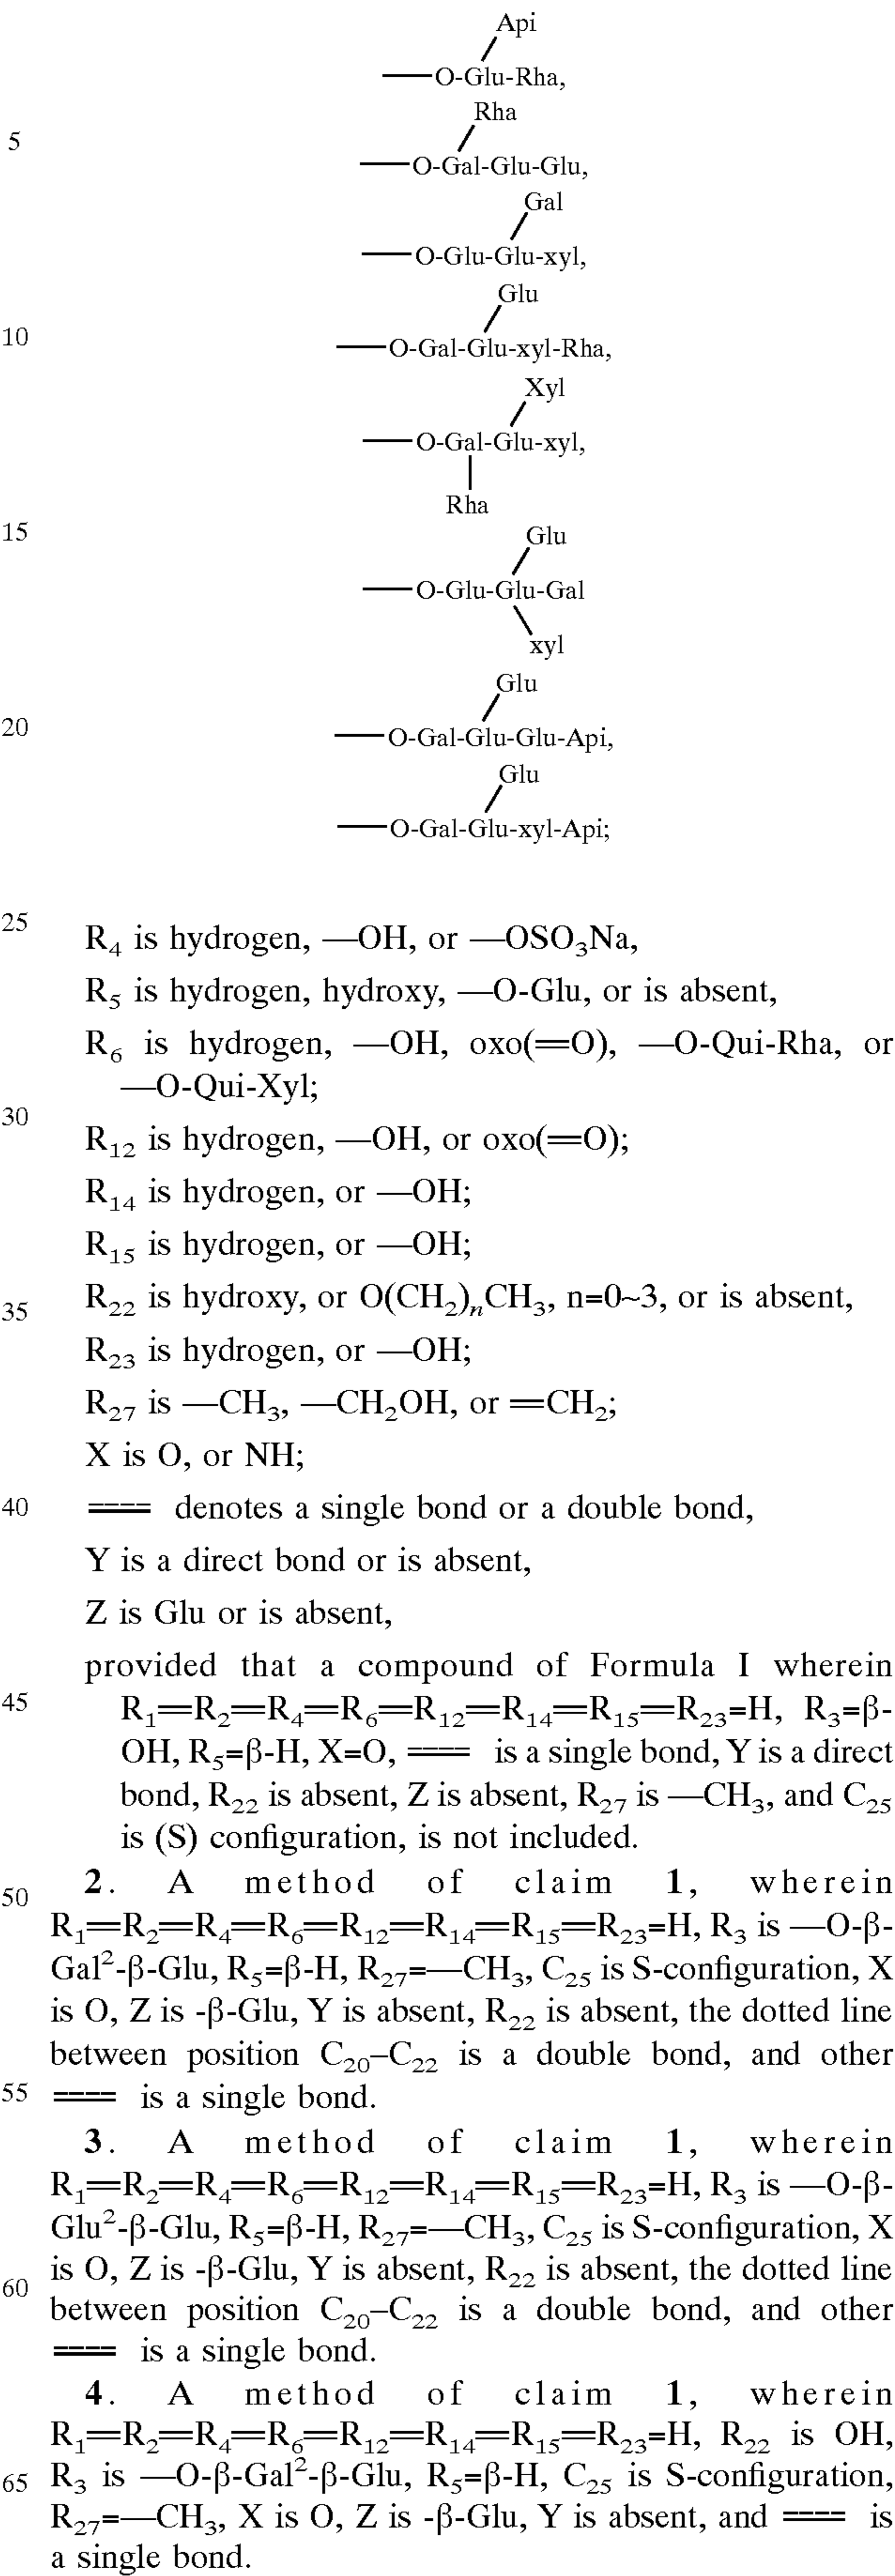 Api
O-Glu-Rha,
Rha
5
O-Gal-Glu-Glu,
Gal
O-Glu-Glu-xyl,
Glu
10
O-Gal-Glu-xyl-Rha,
Xyl
O-Gal-Glu-xyl,
Rha
15
Glu
O-Glu-Glu-Gal
xyl
Glu
20
O-Gal-Glu-Glu-Api,
Glu
O-Gal-Glu-xyl-Api;
25
R₄ is hydrogen, —OH, or —OSO₃Na,
R₅ is hydrogen, hydroxy, —O-Glu, or is absent,
R₆ is hydrogen, —OH, oxo(═O), —O-Qui-Rha, or
—O-Qui-Xyl;
30
R₁₂ is hydrogen, —OH, or oxo(═O);
R₁₄ is hydrogen, or —OH;
R₁₅ is hydrogen, or —OH;
R₂₂ is hydroxy, or O(CH₂)ₙCH₃, n=0~3, or is absent,
35
R₂₃ is hydrogen, or —OH;
R₂₇ is —CH₃, —CH₂OH, or ═CH₂;
X is O, or NH;
40
==== denotes a single bond or a double bond,
Y is a direct bond or is absent,
Z is Glu or is absent,
provided that a compound of Formula I wherein
45
R₁═R₂═R₄═R₆═R₁₂═R₁₄═R₁₅═R₂₃=H, R₃=β-
OH, R₅=β-H, X=O, ==== is a single bond, Y is a direct
bond, R₂₂ is absent, Z is absent, R₂₇ is —CH₃, and C₂₅
is (S) configuration, is not included.
50
2. A method of claim 1, wherein
R₁═R₂═R₄═R₆═R₁₂═R₁₄═R₁₅═R₂₃=H, R₃ is —O-β-
Gal²-β-Glu, R₅=β-H, R₂₇=—CH₃, C₂₅ is S-configuration, X
is O, Z is -β-Glu, Y is absent, R₂₂ is absent, the dotted line
between position C₂₀–C₂₂ is a double bond, and other
55
==== is a single bond.
3. A method of claim 1, wherein
R₁═R₂═R₄═R₆═R₁₂═R₁₄═R₁₅═R₂₃=H, R₃ is —O-β-
Glu²-β-Glu, R₅=β-H, R₂₇=—CH₃, C₂₅ is S-configuration, X
is O, Z is -β-Glu, Y is absent, R₂₂ is absent, the dotted line
60
between position C₂₀–C₂₂ is a double bond, and other
==== is a single bond.
4. A method of claim 1, wherein
R₁═R₂═R₄═R₆═R₁₂═R₁₄═R₁₅═R₂₃=H, R₂₂ is OH,
65
R₃ is —O-β-Gal²-β-Glu, R₅=β-H, C₂₅ is S-configuration,
R₂₇=—CH₃, X is O, Z is -β-Glu, Y is absent, and ==== is
a single bond.